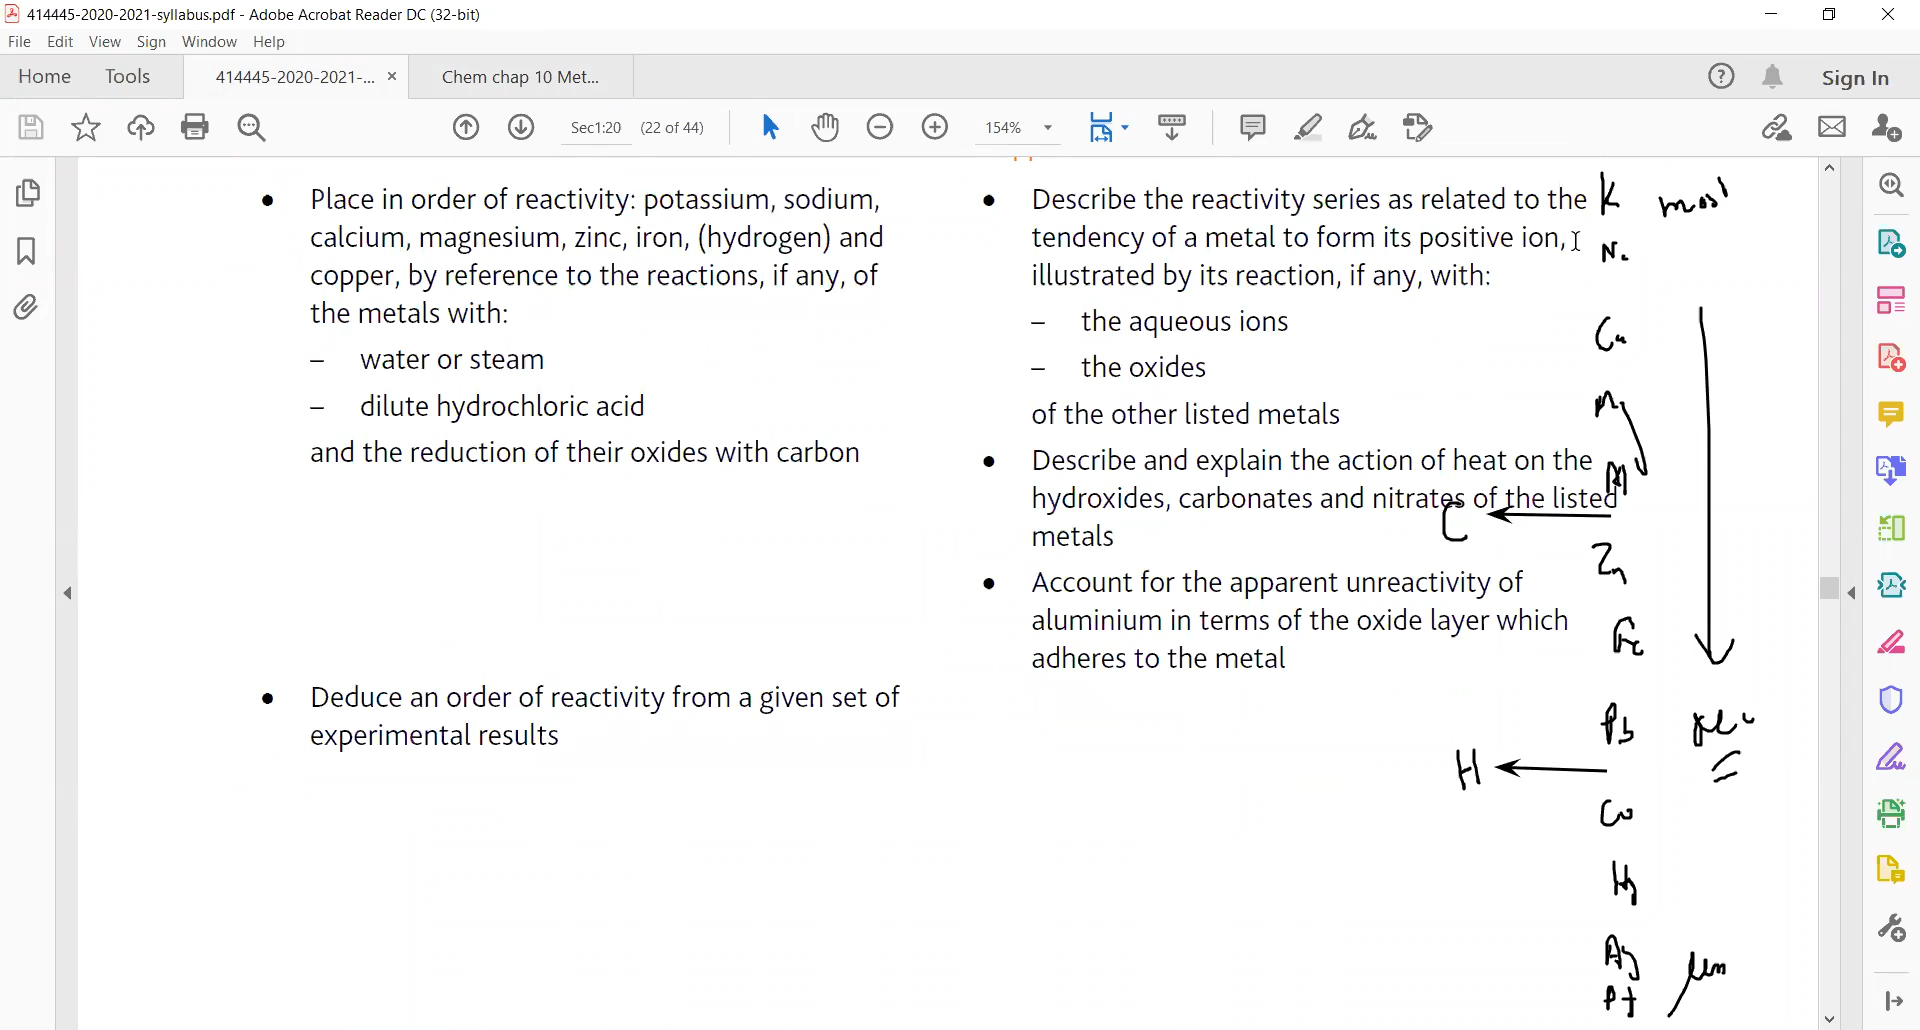 414445-2020-2021-syllabus.pdf - Adobe Acrobat Reader DC (32-bit)
File Edit View Sign Window Help
Home Tools 414445-2020-2021-... × Chem chap 10 Met... Sign In
Sec1:20 (22 of 44) 154%
• Place in order of reactivity: potassium, sodium,
calcium, magnesium, zinc, iron, (hydrogen) and
copper, by reference to the reactions, if any, of
the metals with:
– water or steam
– dilute hydrochloric acid
and the reduction of their oxides with carbon
• Deduce an order of reactivity from a given set of
experimental results
• Describe the reactivity series as related to the
tendency of a metal to form its positive ion,
illustrated by its reaction, if any, with:
– the aqueous ions
– the oxides
of the other listed metals
• Describe and explain the action of heat on the
hydroxides, carbonates and nitrates of the listed
metals
• Account for the apparent unreactivity of
aluminium in terms of the oxide layer which
adheres to the metal
K most
Na
Ca
Mg
Al
C
Zn
Fe
Pb
H
Cu
Hg
Ag
Pt